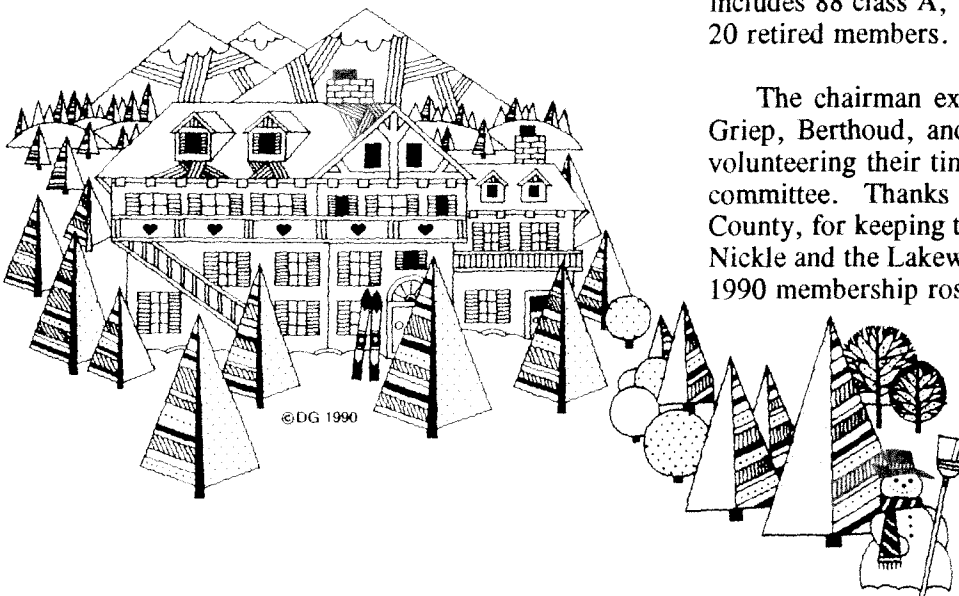 includes 88 class A,
20 retired members.
The chairman ex
Griep, Berthoud, and
volunteering their tin
committee. Thanks
County, for keeping t
Nickle and the Lakew
1990 membership ros
©DG 1990